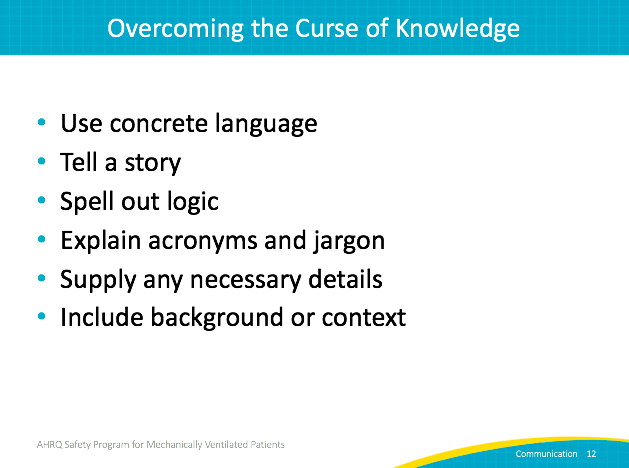 Overcoming the Curse of Knowledge
• Use concrete language
• Tell a story
• Spell out logic
• Explain acronyms and jargon
• Supply any necessary details
• Include background or context
AHRQ Safety Program for Mechanically Ventilated Patients
Communication 12